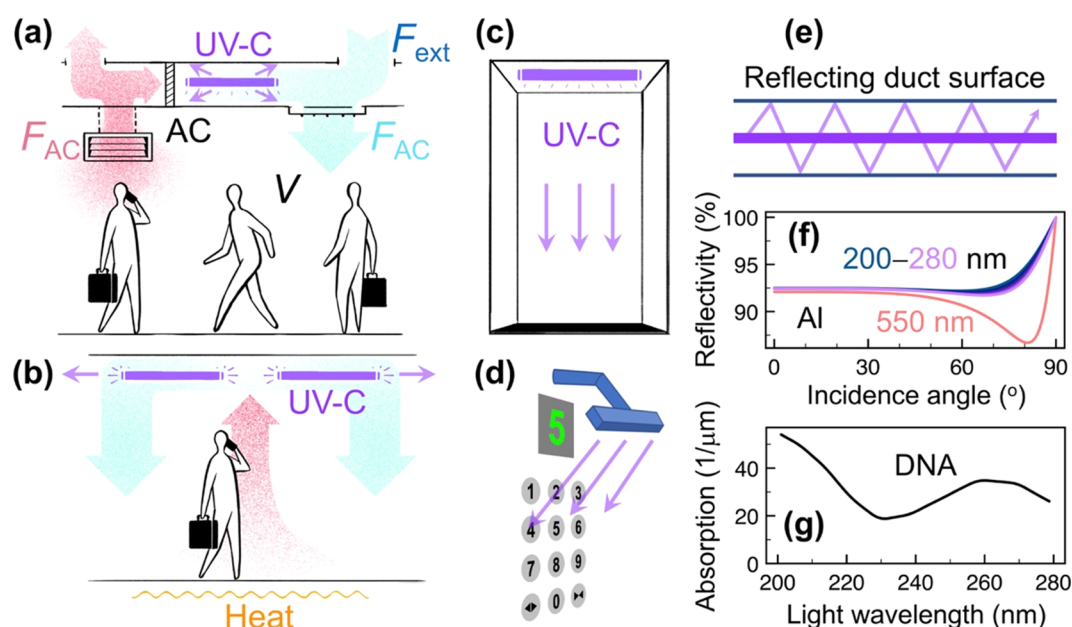 (a)
UV-C
F_ext
F_AC
AC
F_AC
V
(b)
UV-C
Heat
(c)
UV-C
(d)
5
1 2 3
4 5 6
7 8 9
◀▶ 0 ▶◀
(e)
Reflecting duct surface
Reflectivity (%)
100
95
90
(f)
200–280 nm
Al
550 nm
0 30 60 90
Incidence angle (°)
Absorption (1/μm)
40
20
0
DNA
(g)
200 220 240 260 280
Light wavelength (nm)